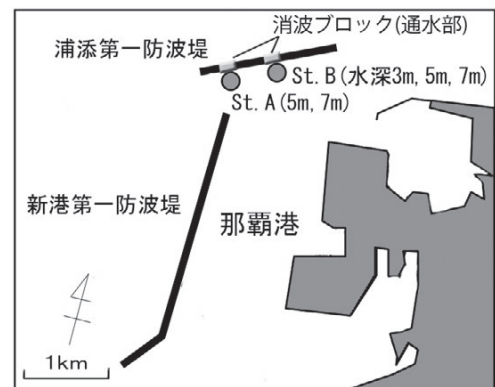 消波ブロック(通水部)
浦添第一防波堤
St. B (水深3m, 5m, 7m)
St. A (5m, 7m)
新港第一防波堤
那覇港
1km